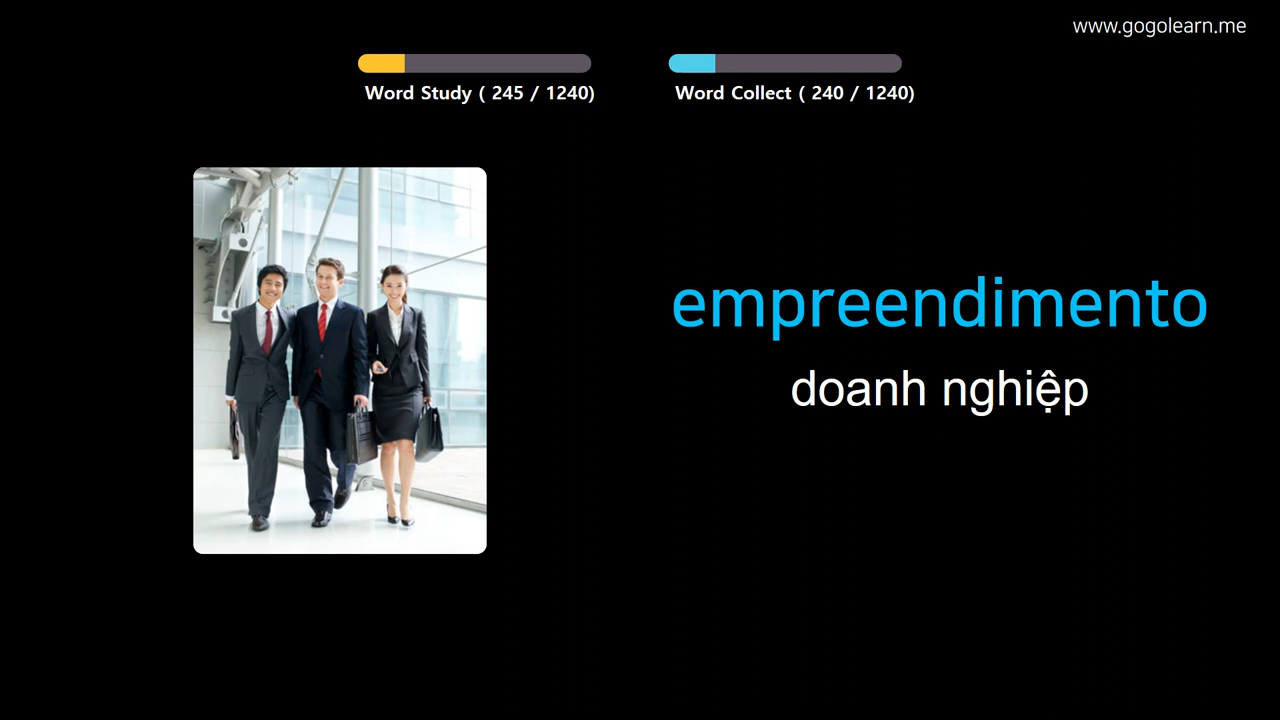 www.gogolearn.me
Word Study ( 245 / 1240)
Word Collect ( 240 / 1240)
empreendimento
doanh nghiệp